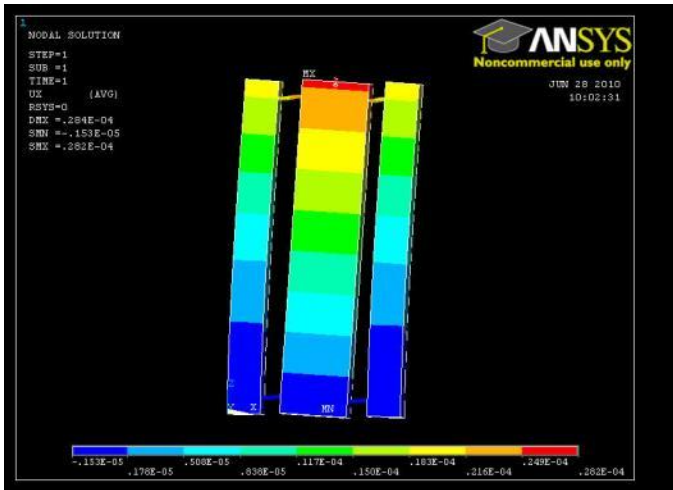 1
NODAL SOLUTION
STEP=1
SUB =1
TIME=1
UX (AVG)
RSYS=0
DMX =.284E-04
SMN =-.153E-05
SMX =.282E-04
ANSYS
Noncommercial use only
JUN 28 2010
10:02:31
MX
Z
Y X
MN
-.153E-05 .508E-05 .117E-04 .183E-04 .249E-04
.178E-05 .838E-05 .150E-04 .216E-04 .282E-04